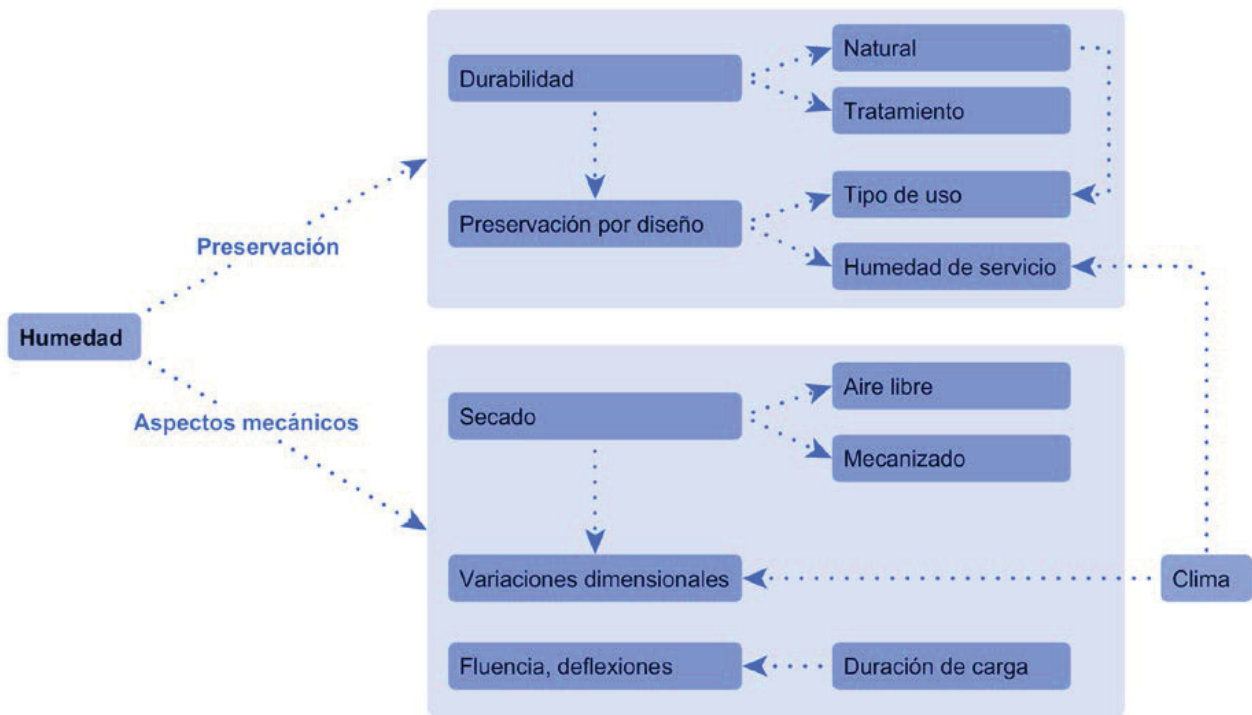 Durabilidad
Natural
Tratamiento
Preservación por diseño
Tipo de uso
Humedad de servicio
Preservación
Humedad
Aspectos mecánicos
Secado
Aire libre
Mecanizado
Variaciones dimensionales
Clima
Fluencia, deflexiones
Duración de carga